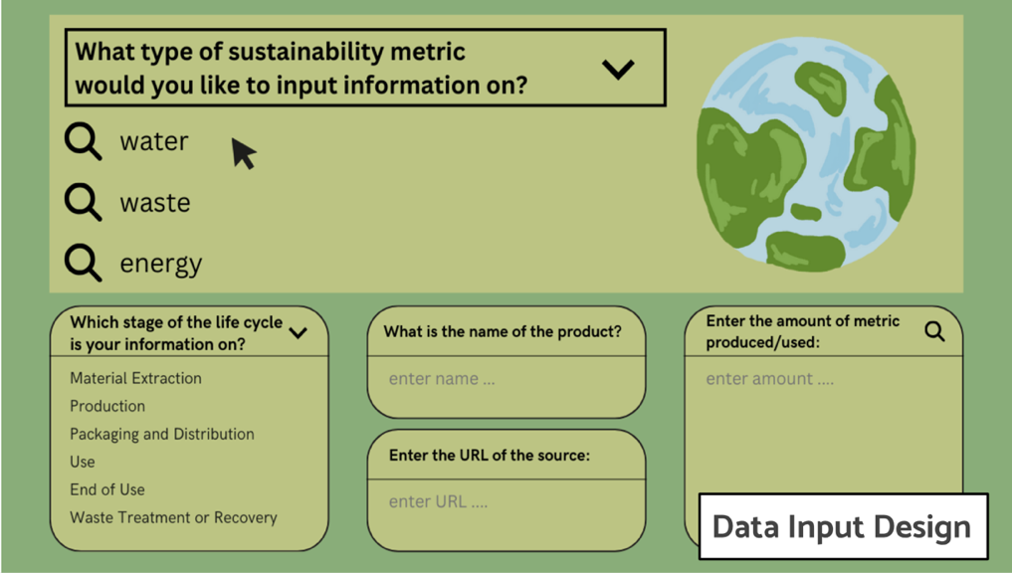 What type of sustainability metric
would you like to input information on?
water
waste
energy
Which stage of the life cycle
is your information on?
Material Extraction
Production
Packaging and Distribution
Use
End of Use
Waste Treatment or Recovery
What is the name of the product?
enter name ...
Enter the URL of the source:
enter URL ....
Enter the amount of metric
produced/used:
enter amount ....
Data Input Design